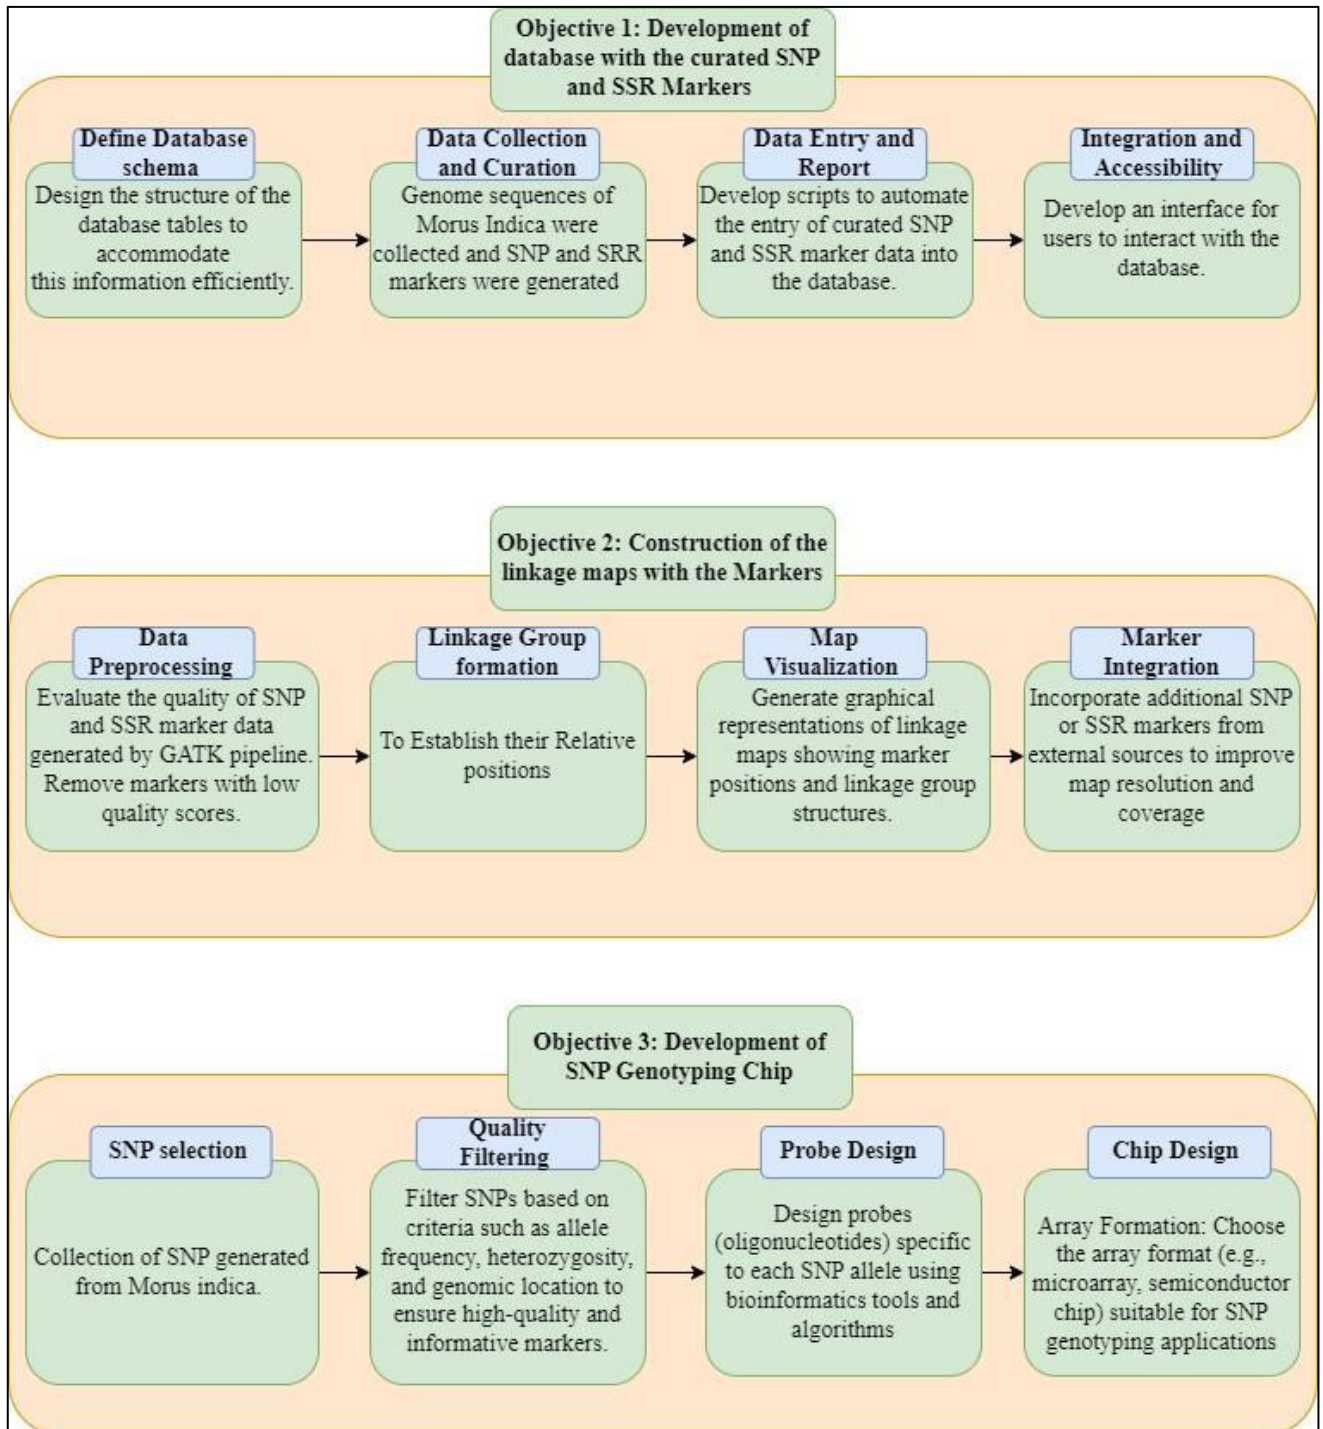 Objective 1: Development of
database with the curated SNP
and SSR Markers
Define Database
schema
Design the structure of the
database tables to
accommodate
this information efficiently.
Data Collection
and Curation
Genome sequences of
Morus Indica were
collected and SNP and SRR
markers were generated
Data Entry and
Report
Develop scripts to automate
the entry of curated SNP
and SSR marker data into
the database.
Integration and
Accessibility
Develop an interface for
users to interact with the
database.
Objective 2: Construction of the
linkage maps with the Markers
Data
Preprocessing
Evaluate the quality of SNP
and SSR marker data
generated by GATK pipeline.
Remove markers with low
quality scores.
Linkage Group
formation
To Establish their Relative
positions
Map
Visualization
Generate graphical
representations of linkage
maps showing marker
positions and linkage group
structures.
Marker
Integration
Incorporate additional SNP
or SSR markers from
external sources to improve
map resolution and
coverage
Objective 3: Development of
SNP Genotyping Chip
SNP selection
Collection of SNP generated
from Morus indica.
Quality
Filtering
Filter SNPs based on
criteria such as allele
frequency, heterozygosity,
and genomic location to
ensure high-quality and
informative markers.
Probe Design
Design probes
(oligonucleotides) specific
to each SNP allele using
bioinformatics tools and
algorithms
Chip Design
Array Formation: Choose
the array format (e.g.,
microarray, semiconductor
chip) suitable for SNP
genotyping applications